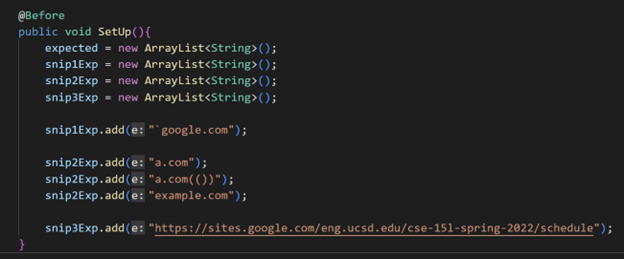 @Before
public void SetUp(){
expected = new ArrayList<String>();
snip1Exp = new ArrayList<String>();
snip2Exp = new ArrayList<String>();
snip3Exp = new ArrayList<String>();
snip1Exp.add(e: "`google.com");
snip2Exp.add(e: "a.com");
snip2Exp.add(e: "a.com(())");
snip2Exp.add(e: "example.com");
snip3Exp.add(e: "https://sites.google.com/eng.ucsd.edu/cse-15l-spring-2022/schedule");
}